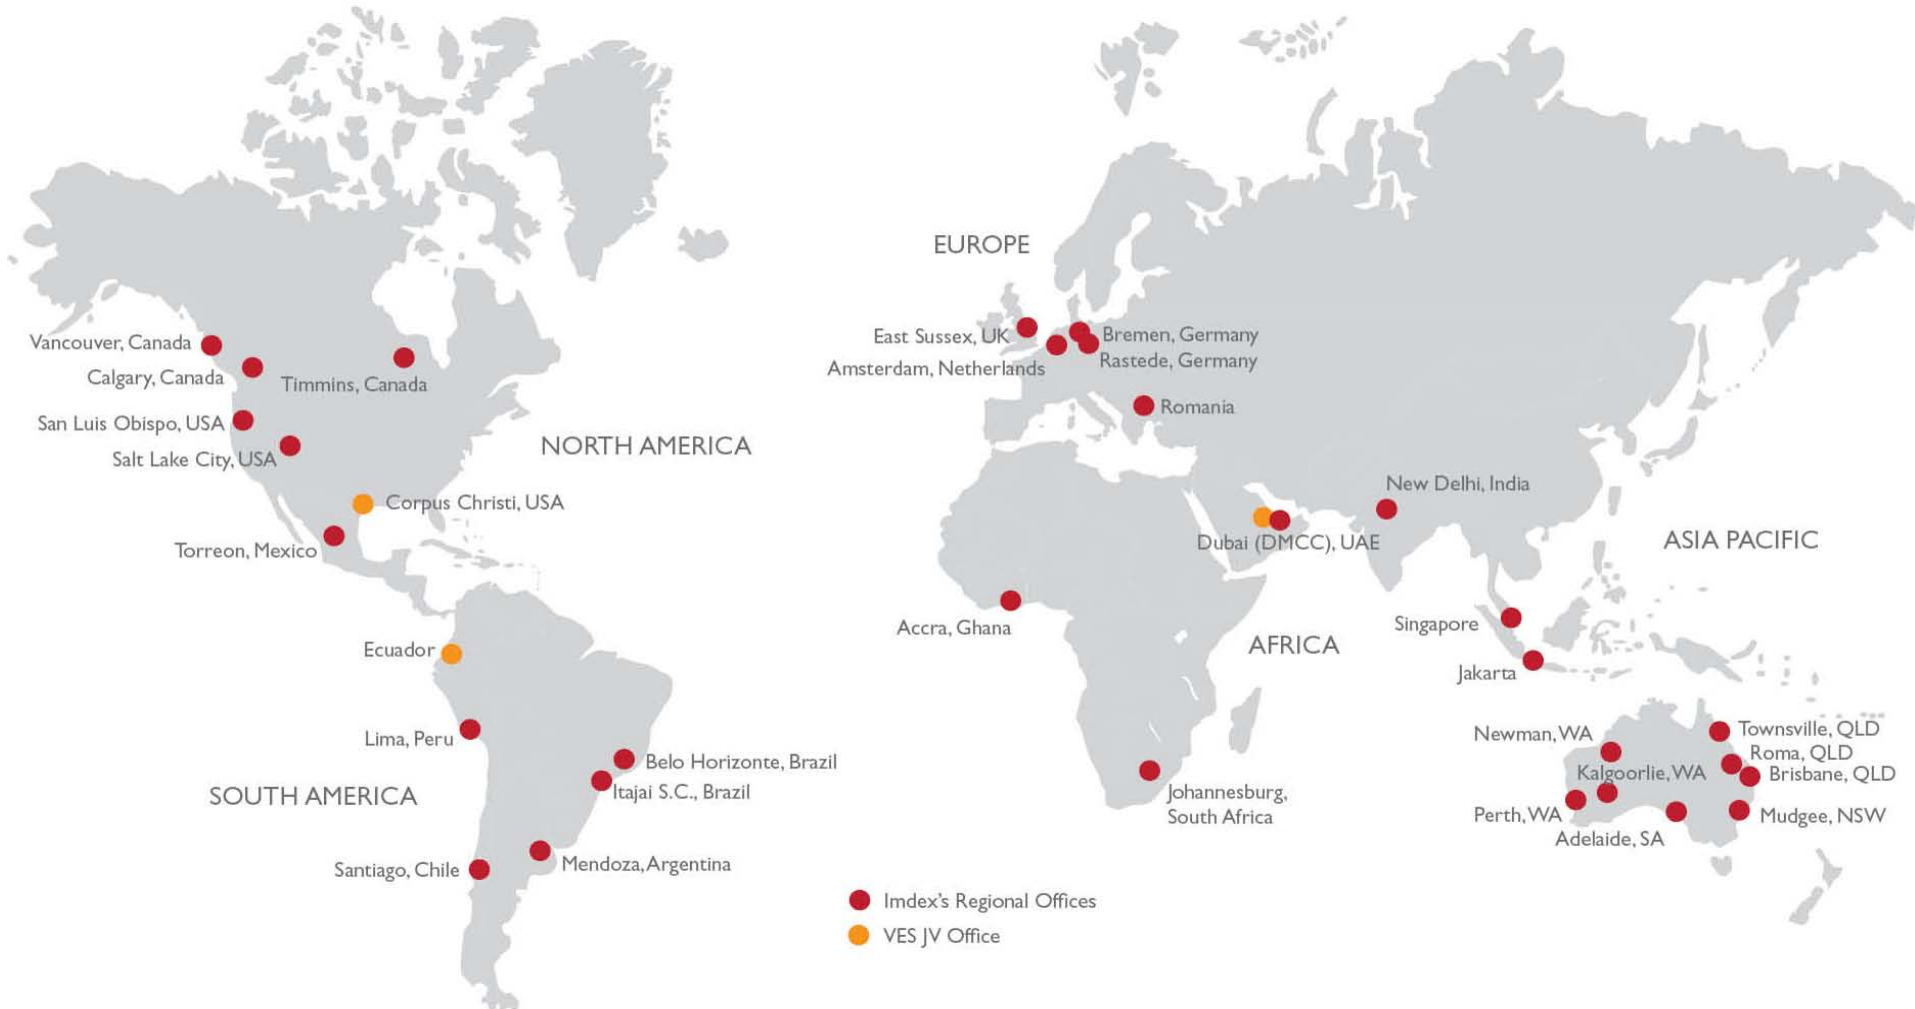 EUROPE
East Sussex, UK
Bremen, Germany
Rastede, Germany
Amsterdam, Netherlands
Romania
Vancouver, Canada
Calgary, Canada
Timmins, Canada
San Luis Obispo, USA
Salt Lake City, USA
NORTH AMERICA
Corpus Christi, USA
Torreon, Mexico
New Delhi, India
Dubai (DMCC), UAE
ASIA PACIFIC
Accra, Ghana
AFRICA
Singapore
Jakarta
Ecuador
Lima, Peru
Belo Horizonte, Brazil
Itajai S.C., Brazil
SOUTH AMERICA
Santiago, Chile
Mendoza, Argentina
Johannesburg,
South Africa
Newman, WA
Kalgoorlie, WA
Perth, WA
Adelaide, SA
Townsville, QLD
Roma, QLD
Brisbane, QLD
Mudgee, NSW
Imdex's Regional Offices
VES JV Office